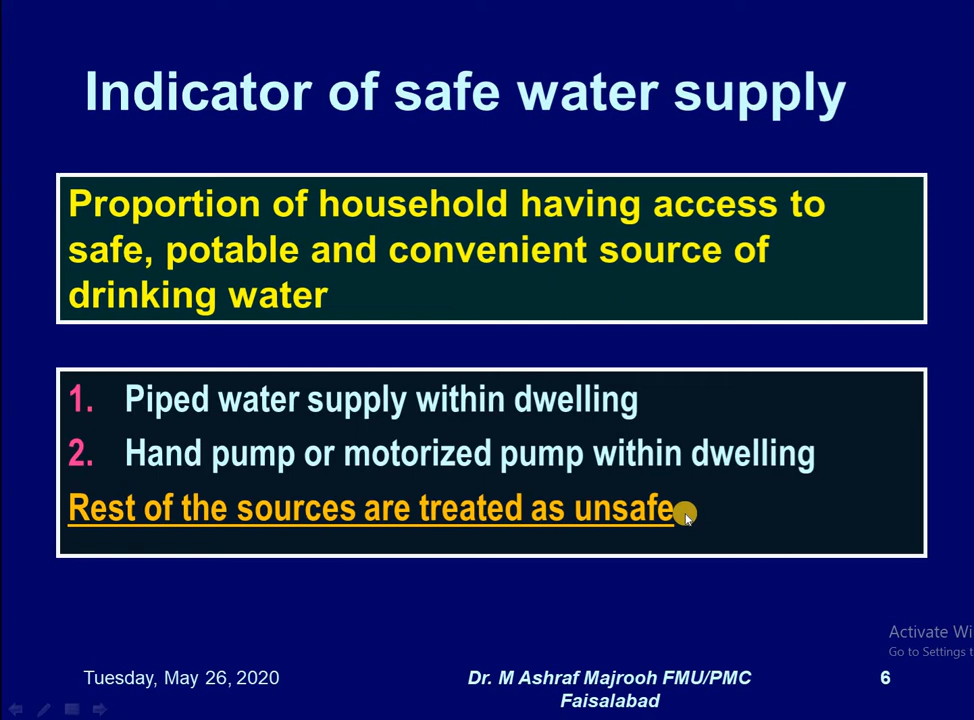 Indicator of safe water supply
Proportion of household having access to
safe, potable and convenient source of
drinking water
1. Piped water supply within dwelling
2. Hand pump or motorized pump within dwelling
Rest of the sources are treated as unsafe
Activate Wi
Go to Settings t
Tuesday, May 26, 2020
Dr. M Ashraf Majrooh FMU/PMC
Faisalabad
6